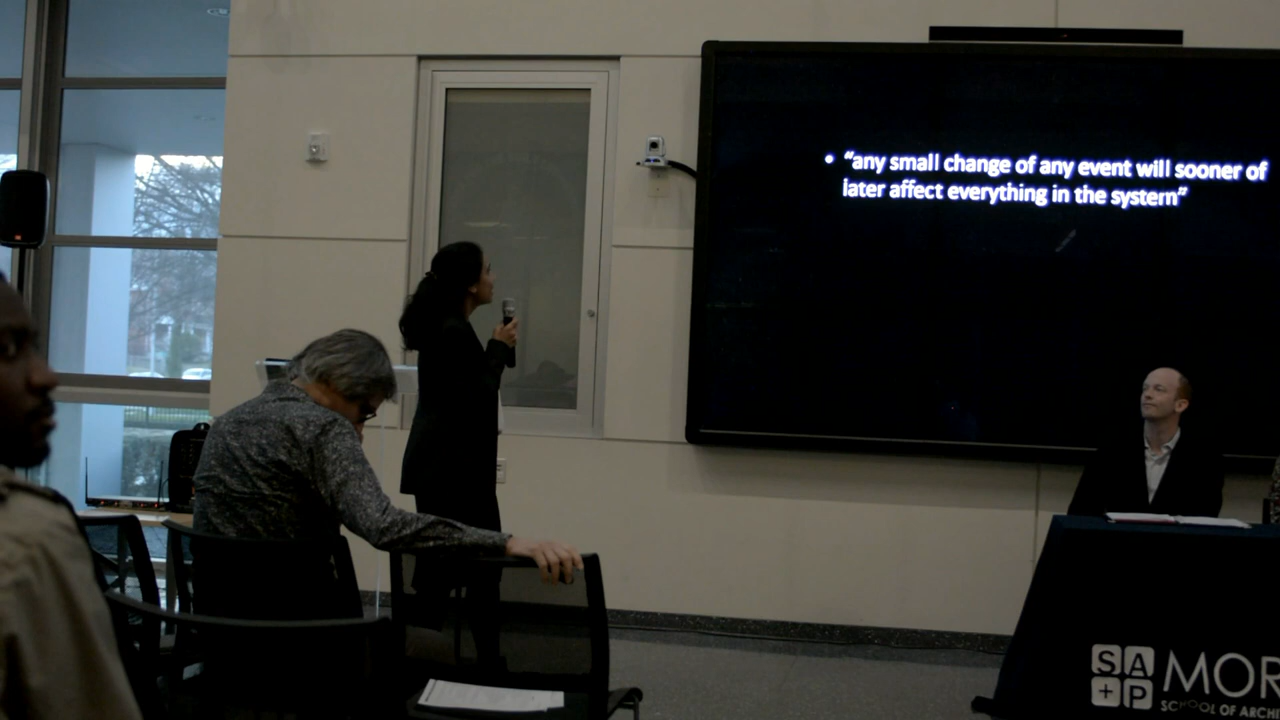 • “any small change of any event will sooner of
later affect everything in the system”
SA
+P
MOR
SCHOOL OF ARCHI